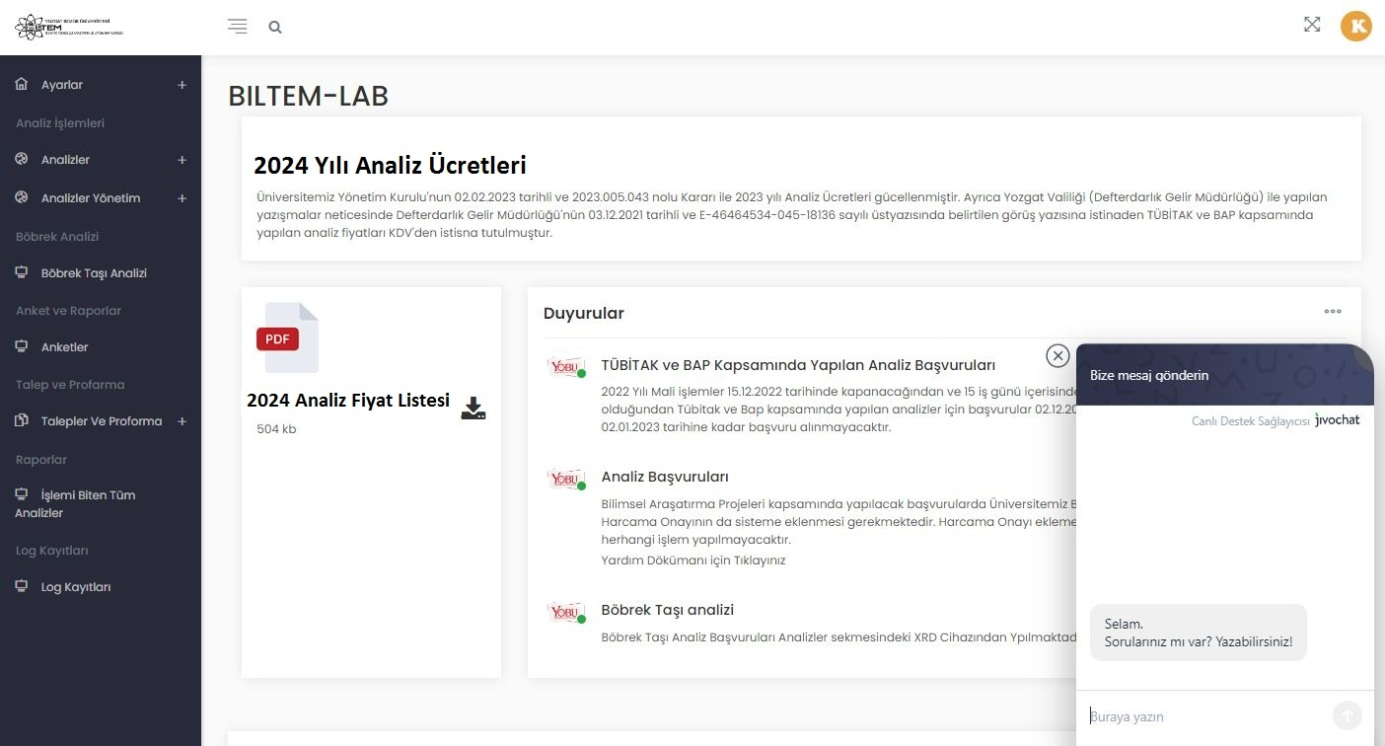 K
Ayarlar +
Analiz İşlemleri
Analizler +
Analizler Yönetim +
Böbrek Analizi
Böbrek Taşı Analizi
Anket ve Raporlar
Anketler
Talep ve Profarma
Talepler Ve Proforma +
Raporlar
İşlemi Biten Tüm
Analizler
Log Kayıtları
Log Kayıtları
BILTEM-LAB
2024 Yılı Analiz Ücretleri
Üniversitemiz Yönetim Kurulu'nun 02.02.2023 tarihli ve 2023.005.043 nolu Kararı ile 2023 yılı Analiz Ücretleri gücellenmiştir. Ayrıca Yozgat Valiliği (Defterdarlık Gelir Müdürlüğü) ile yapılan
yazışmalar neticesinde Defterdarlık Gelir Müdürlüğü'nün 03.12.2021 tarihli ve E-46464534-045-18136 sayılı üstyazısında belirtilen görüş yazısına istinaden TÜBİTAK ve BAP kapsamında
yapılan analiz fiyatları KDV'den istisna tutulmuştur.
PDF
2024 Analiz Fiyat Listesi
504 kb
Duyurular
YOBU
TÜBİTAK ve BAP Kapsamında Yapılan Analiz Başvuruları
2022 Yılı Mali işlemler 15.12.2022 tarihinde kapanacağından ve 15 iş günü içerisinde
olduğundan Tübitak ve Bap kapsamında yapılan analizler için başvurular 02.12.20
02.01.2023 tarihine kadar başvuru alınmayacaktır.
YOBU
Analiz Başvuruları
Bilimsel Araşatırma Projeleri kapsamında yapılacak başvurularda Üniversitemiz B
Harcama Onayının da sisteme eklenmesi gerekmektedir. Harcama Onayı ekleme
herhangi işlem yapılmayacaktır.
Yardım Dökümanı için Tıklayınız
YOBU
Böbrek Taşı analizi
Böbrek Taşı Analiz Başvuruları Analizler sekmesindeki XRD Cihazından Ypılmaktad
Bize mesaj gönderin
Canlı Destek Sağlayıcısı jivochat
Selam.
Sorularınız mı var? Yazabilirsiniz!
Buraya yazın